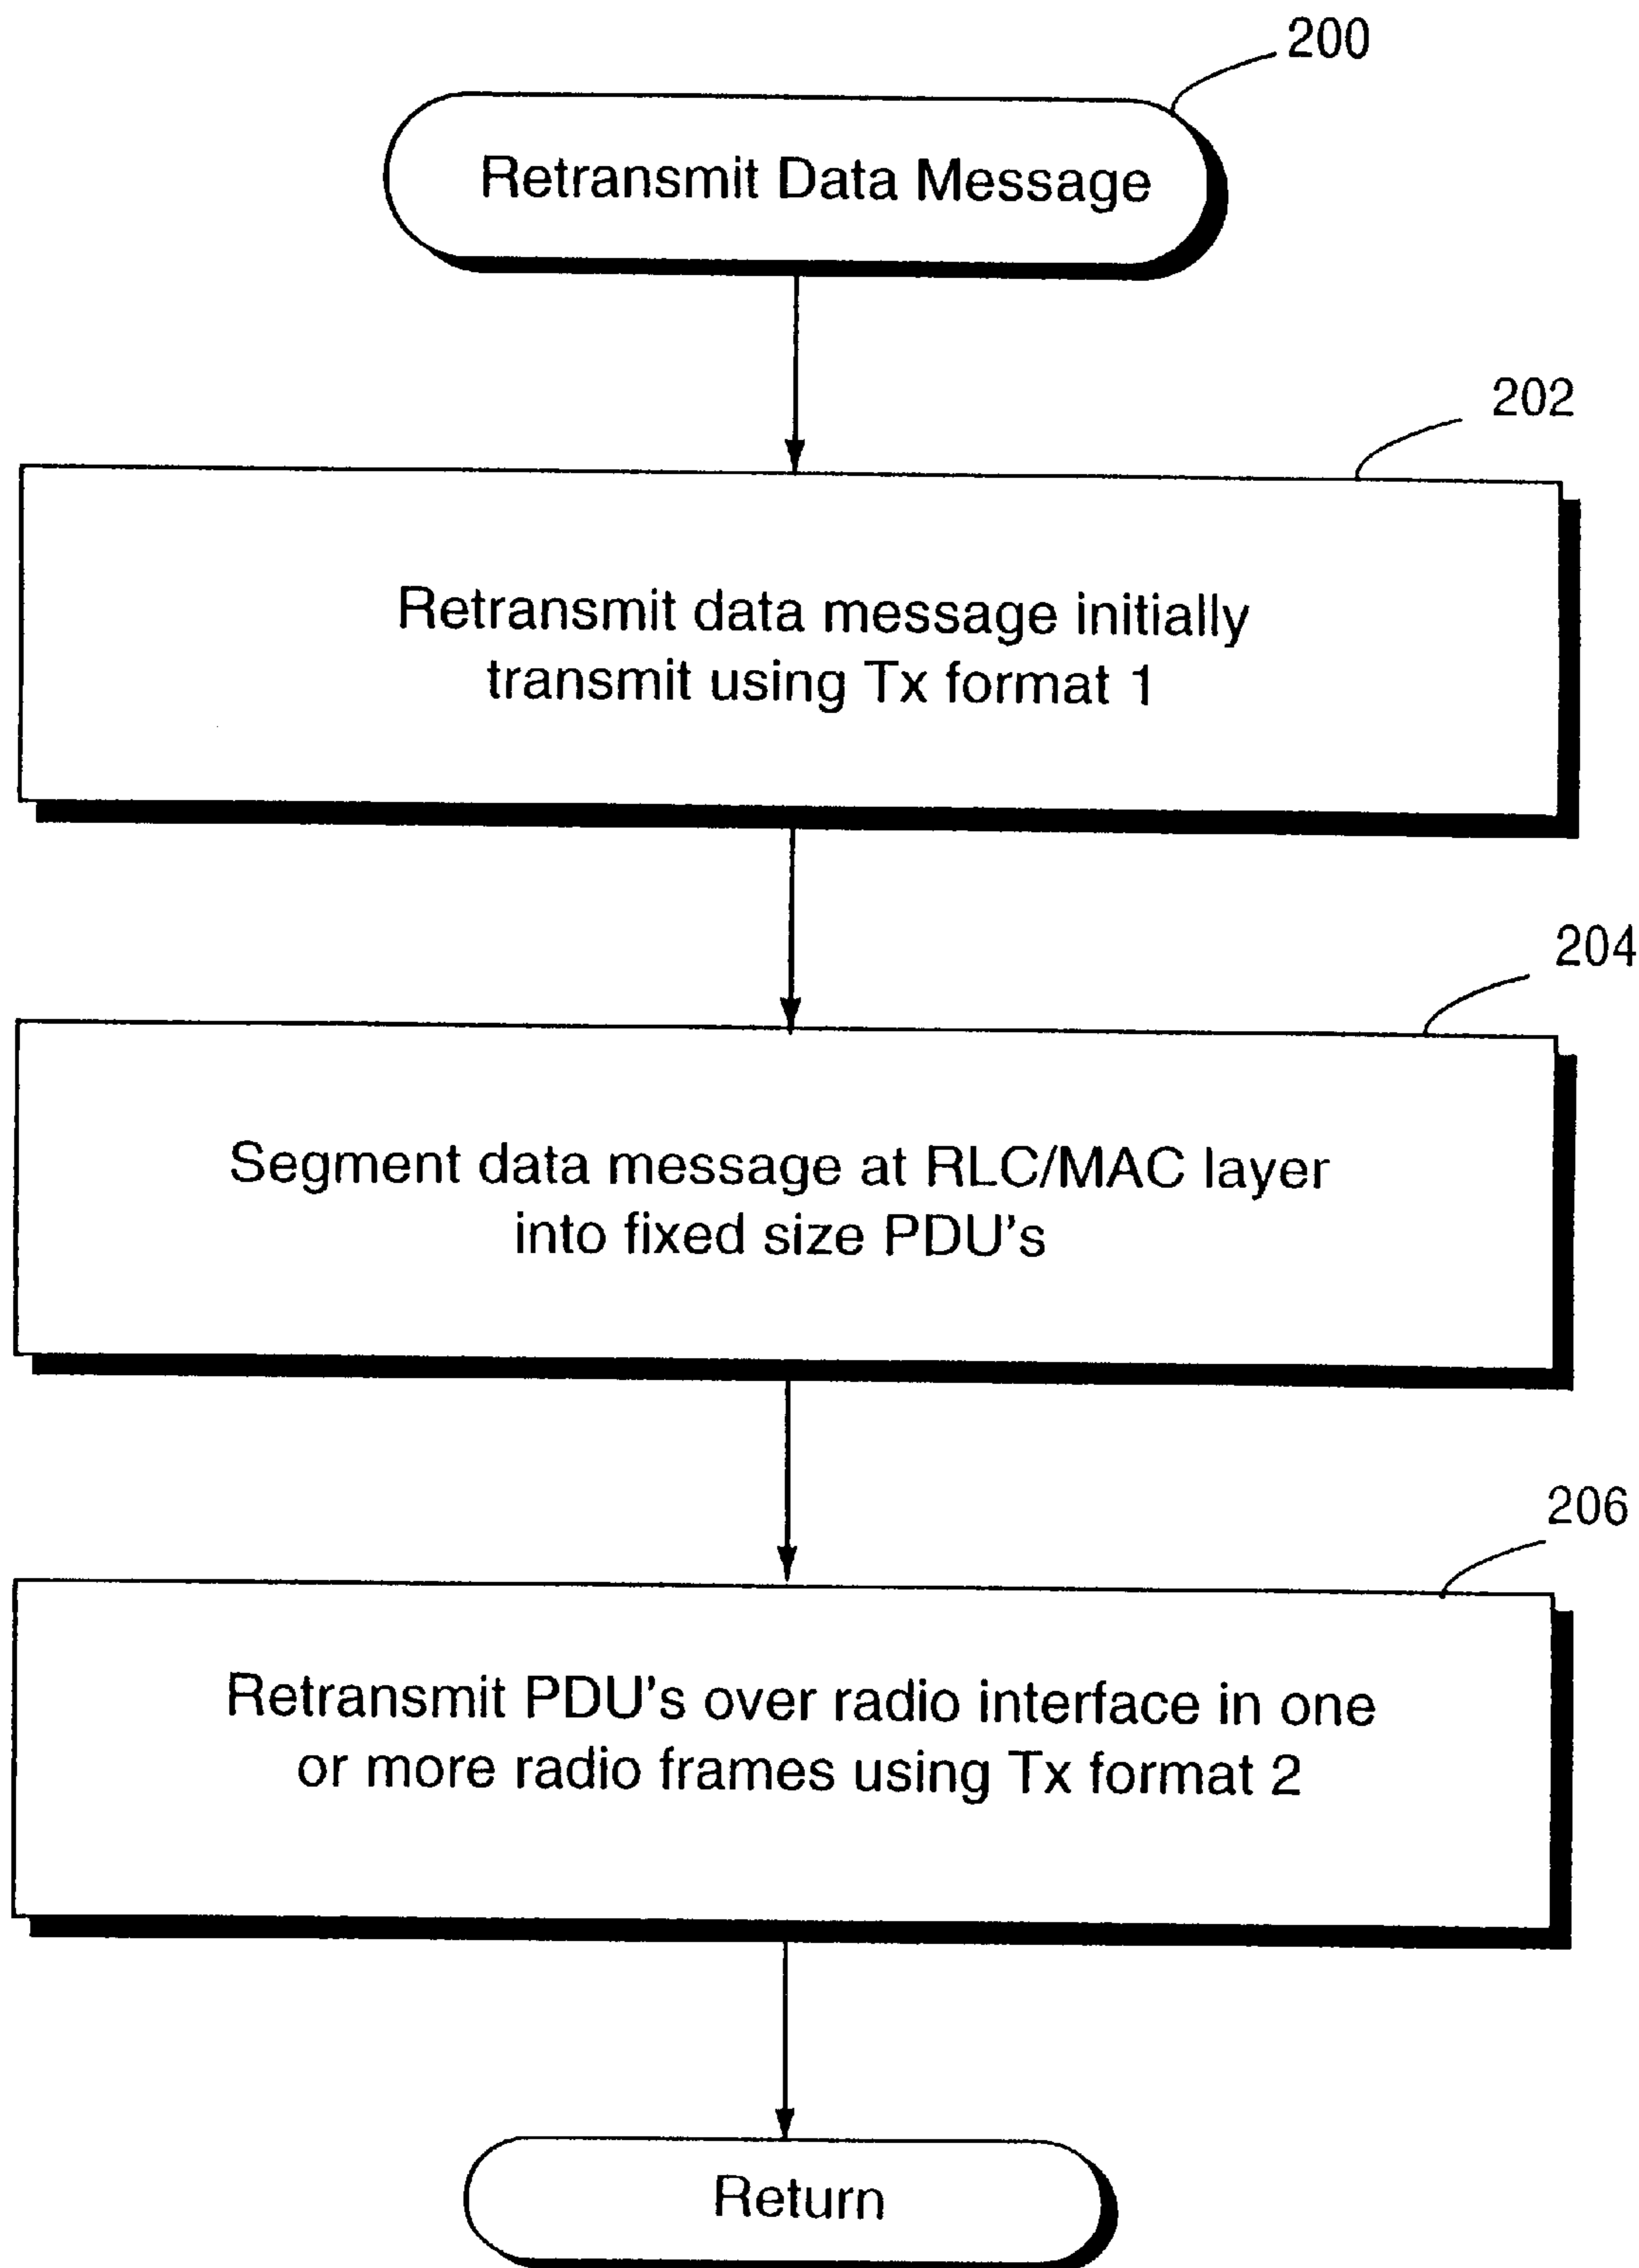 200
Retransmit Data Message
202
Retransmit data message initially
transmit using Tx format 1
204
Segment data message at RLC/MAC layer
into fixed size PDU's
206
Retransmit PDU's over radio interface in one
or more radio frames using Tx format 2
Return